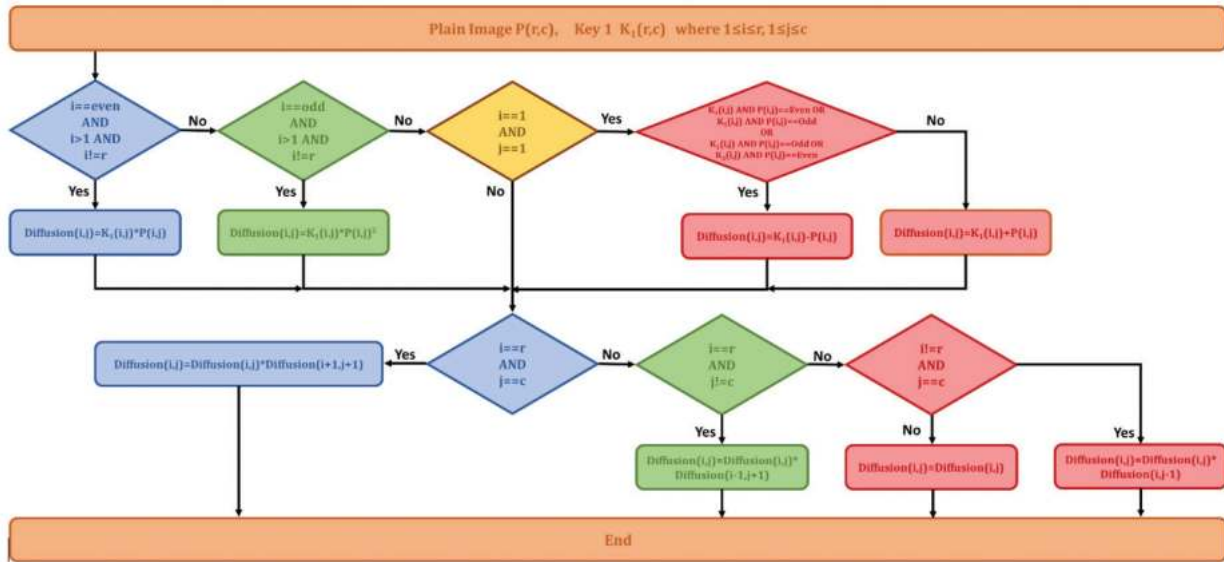 Plain Image P(r,c), Key 1 K₁(r,c) where 1≤i≤r, 1≤j≤c
i==even
AND
i>1 AND
i!=r
No
i==odd
AND
i>1 AND
i!=r
No
i==1
AND
j==1
Yes
K₁(i,j) AND P(i,j)==Even OR
K₁(i,j) AND P(i,j)==Odd
OR
K₁(i,j) AND P(i,j)==Odd OR
K₁(i,j) AND P(i,j)==Even
No
Yes
Yes
No
Yes
Diffusion(i,j)=K₁(i,j)*P(i,j)
Diffusion(i,j)=K₁(i,j)*P(i,j)
Diffusion(i,j)=K₁(i,j)-P(i,j)
Diffusion(i,j)=K₁(i,j)+P(i,j)
Diffusion(i,j)=Diffusion(i,j)*Diffusion(i+1,j+1)
Yes
i==r
AND
j==c
No
i==r
AND
j!=c
No
i!=r
AND
j==c
Yes
No
Yes
Diffusion(i,j)=Diffusion(i,j)*
Diffusion(i-1,j+1)
Diffusion(i,j)=Diffusion(i,j)
Diffusion(i,j)=Diffusion(i,j)*
Diffusion(i,j-1)
End